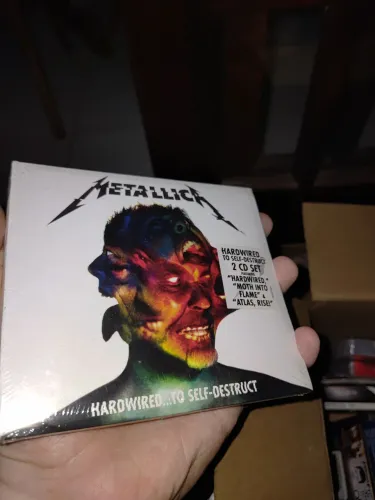 METALLICA
HARDWIRED...
TO SELF-DESTRUCT
2 CD SET
"HARDWIRED,"
"MOTH INTO
FLAME" &
"ATLAS, RISE!"
HARDWIRED...TO SELF-DESTRUCT